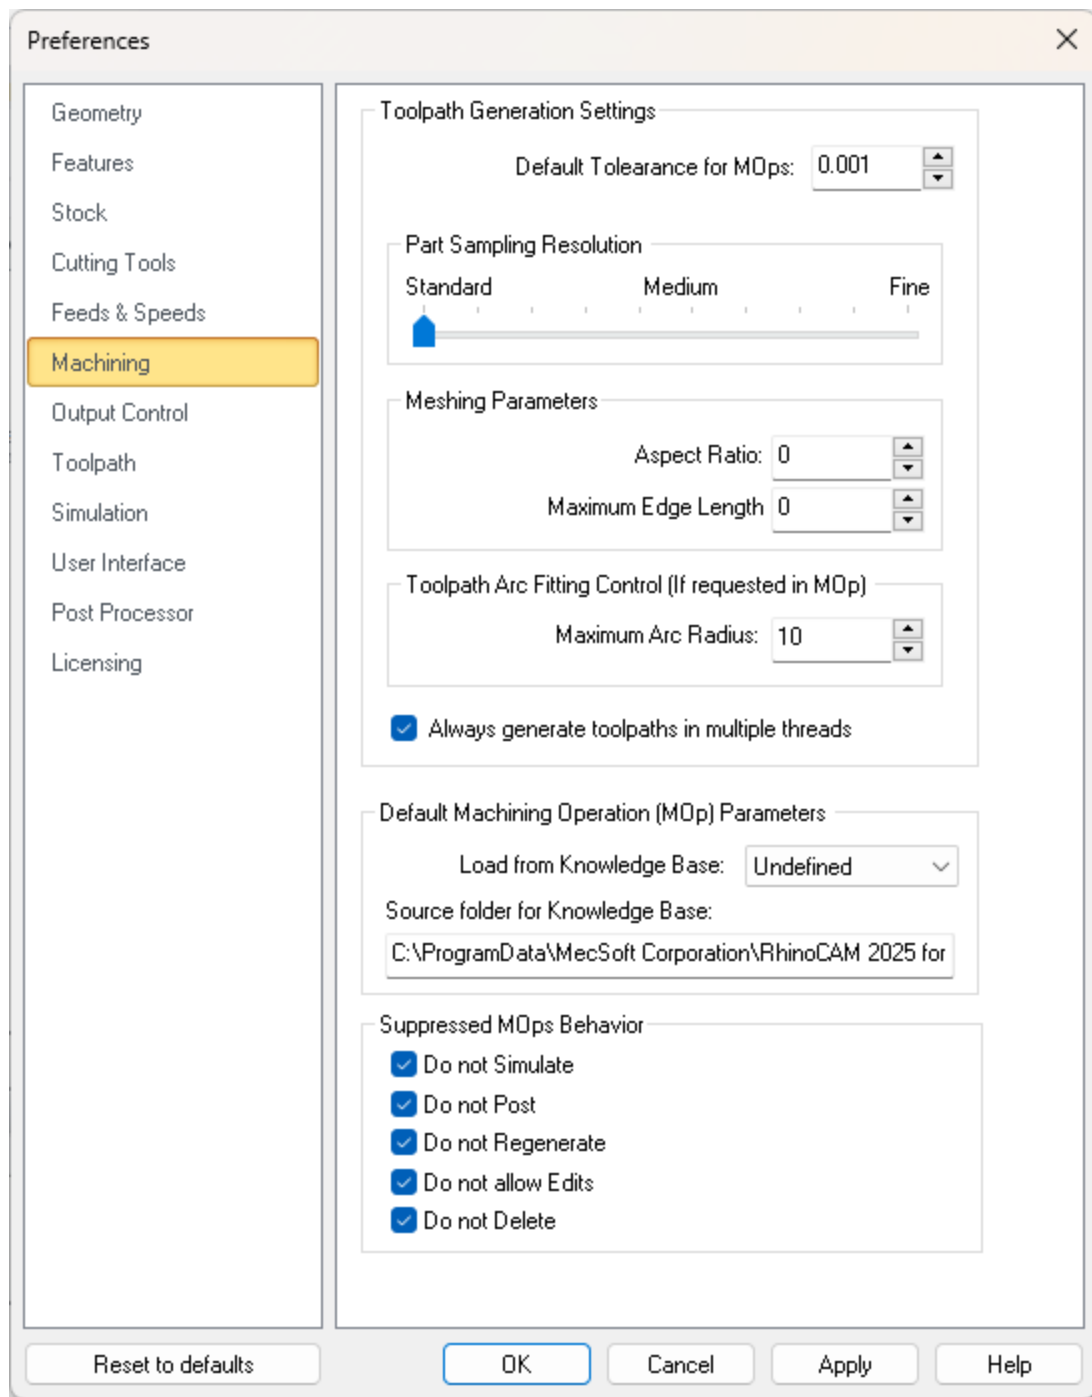 Preferences
Geometry
Features
Stock
Cutting Tools
Feeds & Speeds
Machining
Output Control
Toolpath
Simulation
User Interface
Post Processor
Licensing
Toolpath Generation Settings
Default Tolearance for MOps: 0.001
Part Sampling Resolution
Standard Medium Fine
Meshing Parameters
Aspect Ratio: 0
Maximum Edge Length 0
Toolpath Arc Fitting Control (If requested in MOp)
Maximum Arc Radius: 10
Always generate toolpaths in multiple threads
Default Machining Operation (MOp) Parameters
Load from Knowledge Base: Undefined
Source folder for Knowledge Base:
C:\ProgramData\MecSoft Corporation\RhinoCAM 2025 for
Suppressed MOps Behavior
Do not Simulate
Do not Post
Do not Regenerate
Do not allow Edits
Do not Delete
Reset to defaults OK Cancel Apply Help